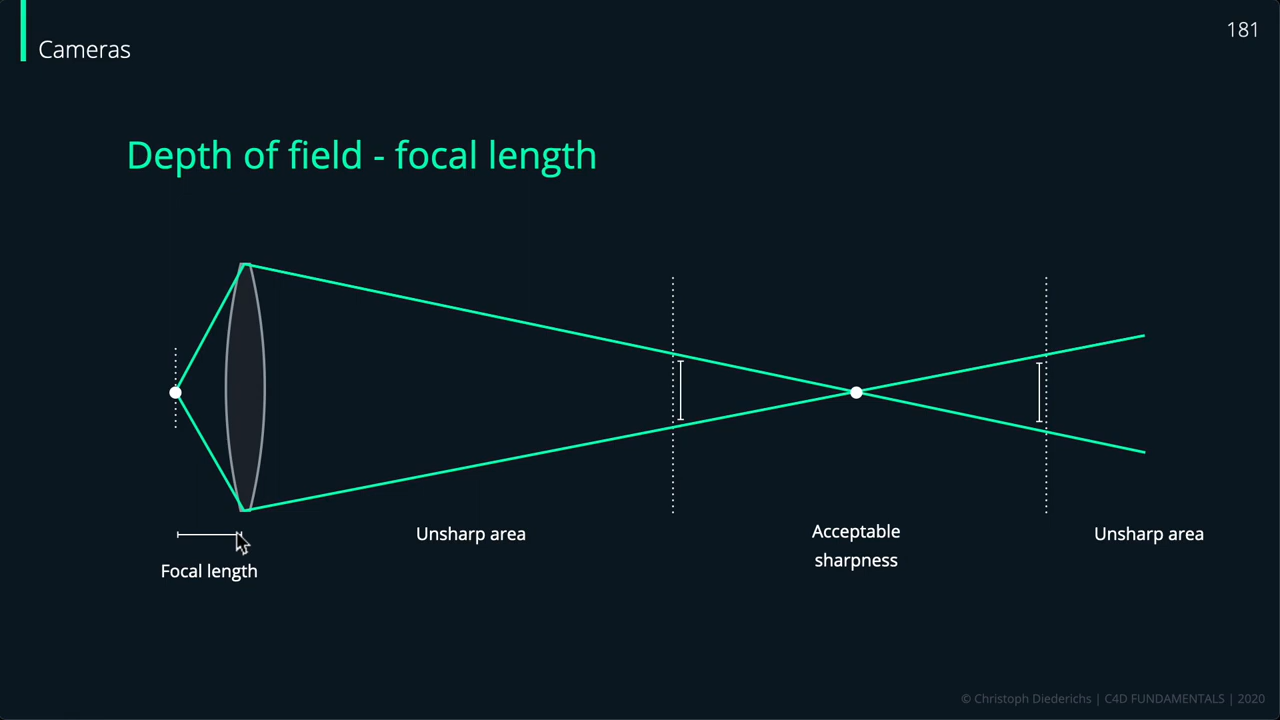 Cameras
181
Depth of field - focal length
Unsharp area
Acceptable
sharpness
Unsharp area
Focal length
© Christoph Diederichs | C4D FUNDAMENTALS | 2020